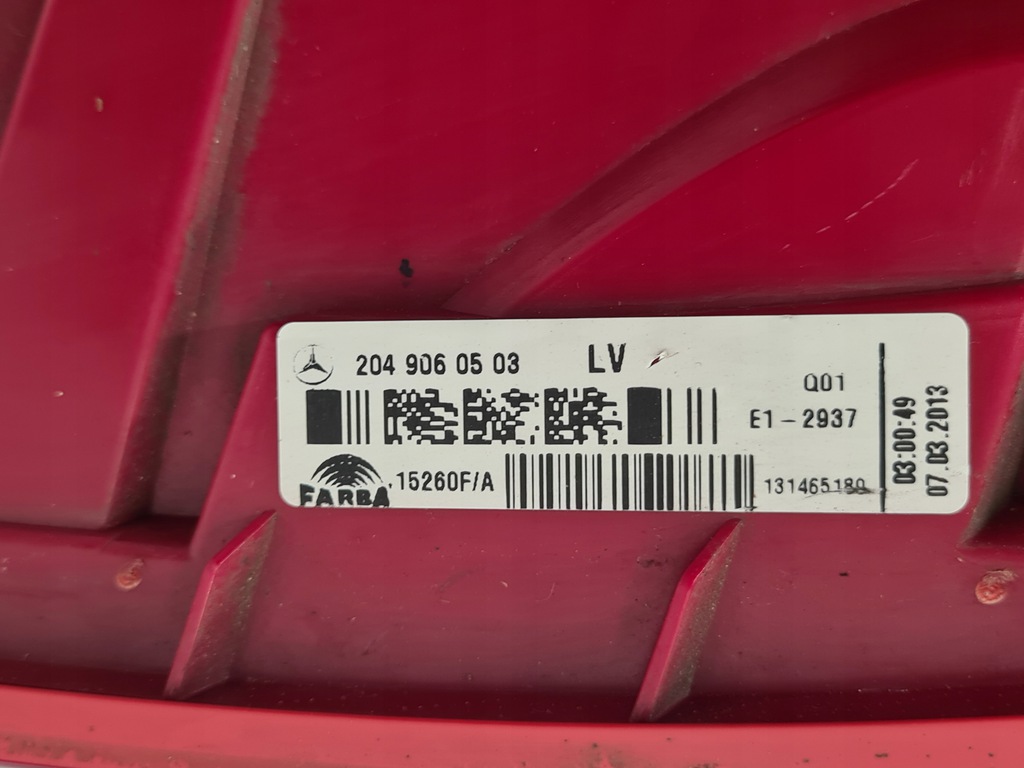 204 906 05 03 LV
Q01
E1-2937
FARBA 15260F/A
131465180
03:00:49
07.03.2013